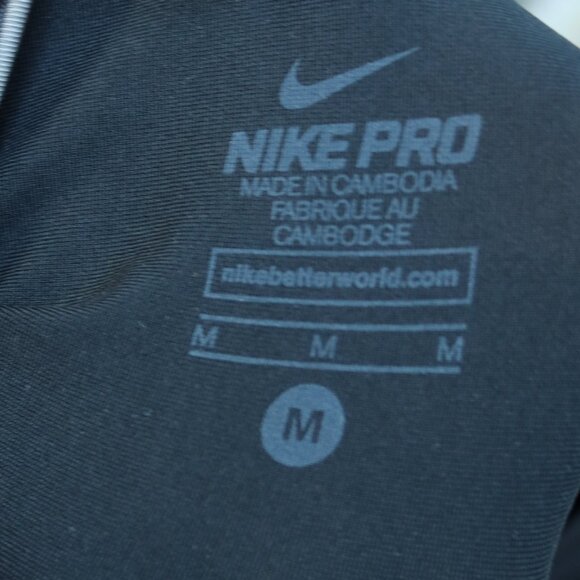 NIKE PRO
MADE IN CAMBODIA
FABRIQUE AU
CAMBODGE
nikebetterworld.com
M M M
M